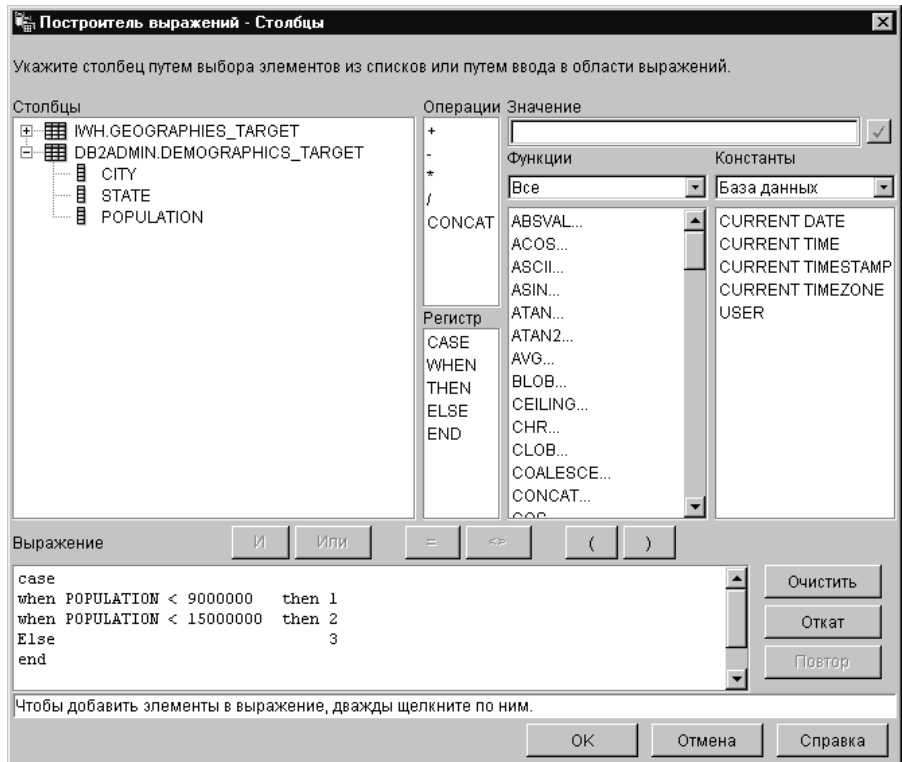 Построитель выражений - Столбцы
Укажите столбец путем выбора элементов из списков или путем ввода в области выражений.
Столбцы
IWH.GEOGRAPHIES_TARGET
DB2ADMIN.DEMOGRAPHICS_TARGET
CITY
STATE
POPULATION
Операции
+
-
*
/
CONCAT
Регистр
CASE
WHEN
THEN
ELSE
END
Значение
Функции
Все
ABSVAL...
ACOS...
ASCII...
ASIN...
ATAN...
ATAN2...
AVG...
BLOB...
CEILING...
CHR...
CLOB...
COALESCE...
CONCAT...
Константы
База данных
CURRENT DATE
CURRENT TIME
CURRENT TIMESTAMP
CURRENT TIMEZONE
USER
Выражение
И
Или
=
<>
(
)
case
when POPULATION < 9000000 then 1
when POPULATION < 15000000 then 2
Else 3
end
Очистить
Откат
Повтор
Чтобы добавить элементы в выражение, дважды щелкните по ним.
OK
Отмена
Справка